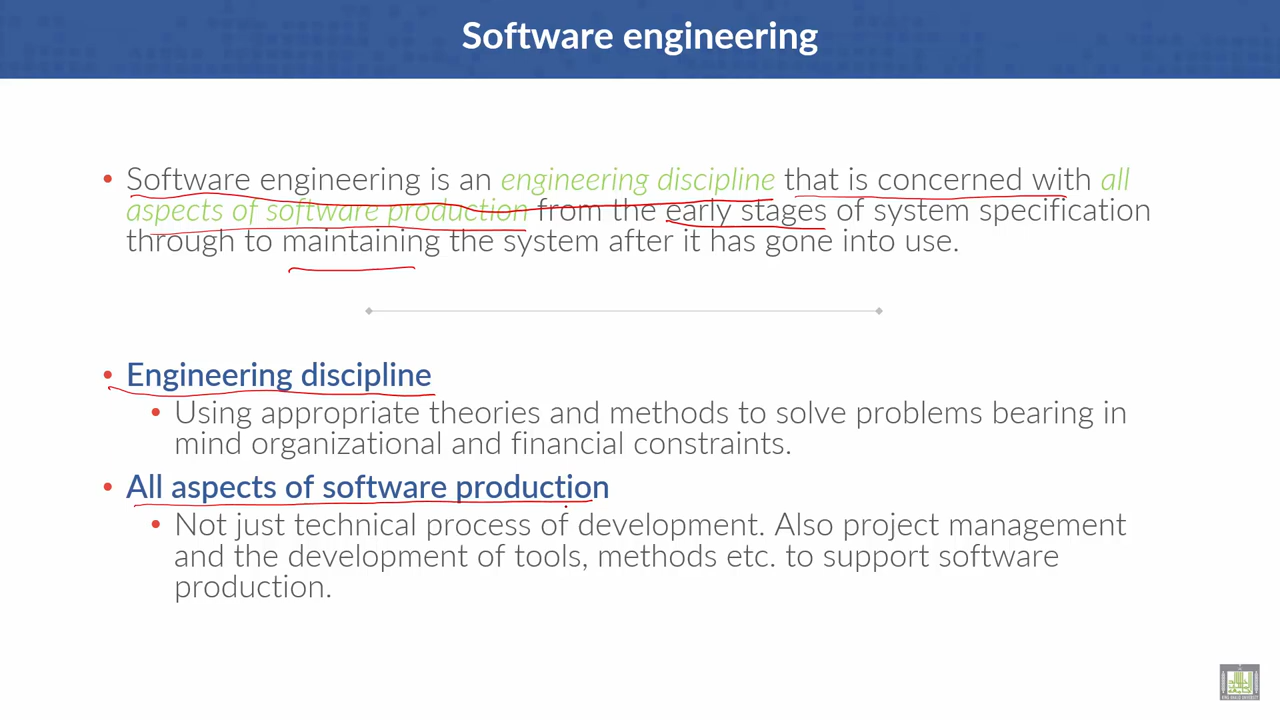 Software engineering
• Software engineering is an engineering discipline that is concerned with all
aspects of software production from the early stages of system specification
through to maintaining the system after it has gone into use.
• Engineering discipline
• Using appropriate theories and methods to solve problems bearing in
mind organizational and financial constraints.
• All aspects of software production
• Not just technical process of development. Also project management
and the development of tools, methods etc. to support software
production.